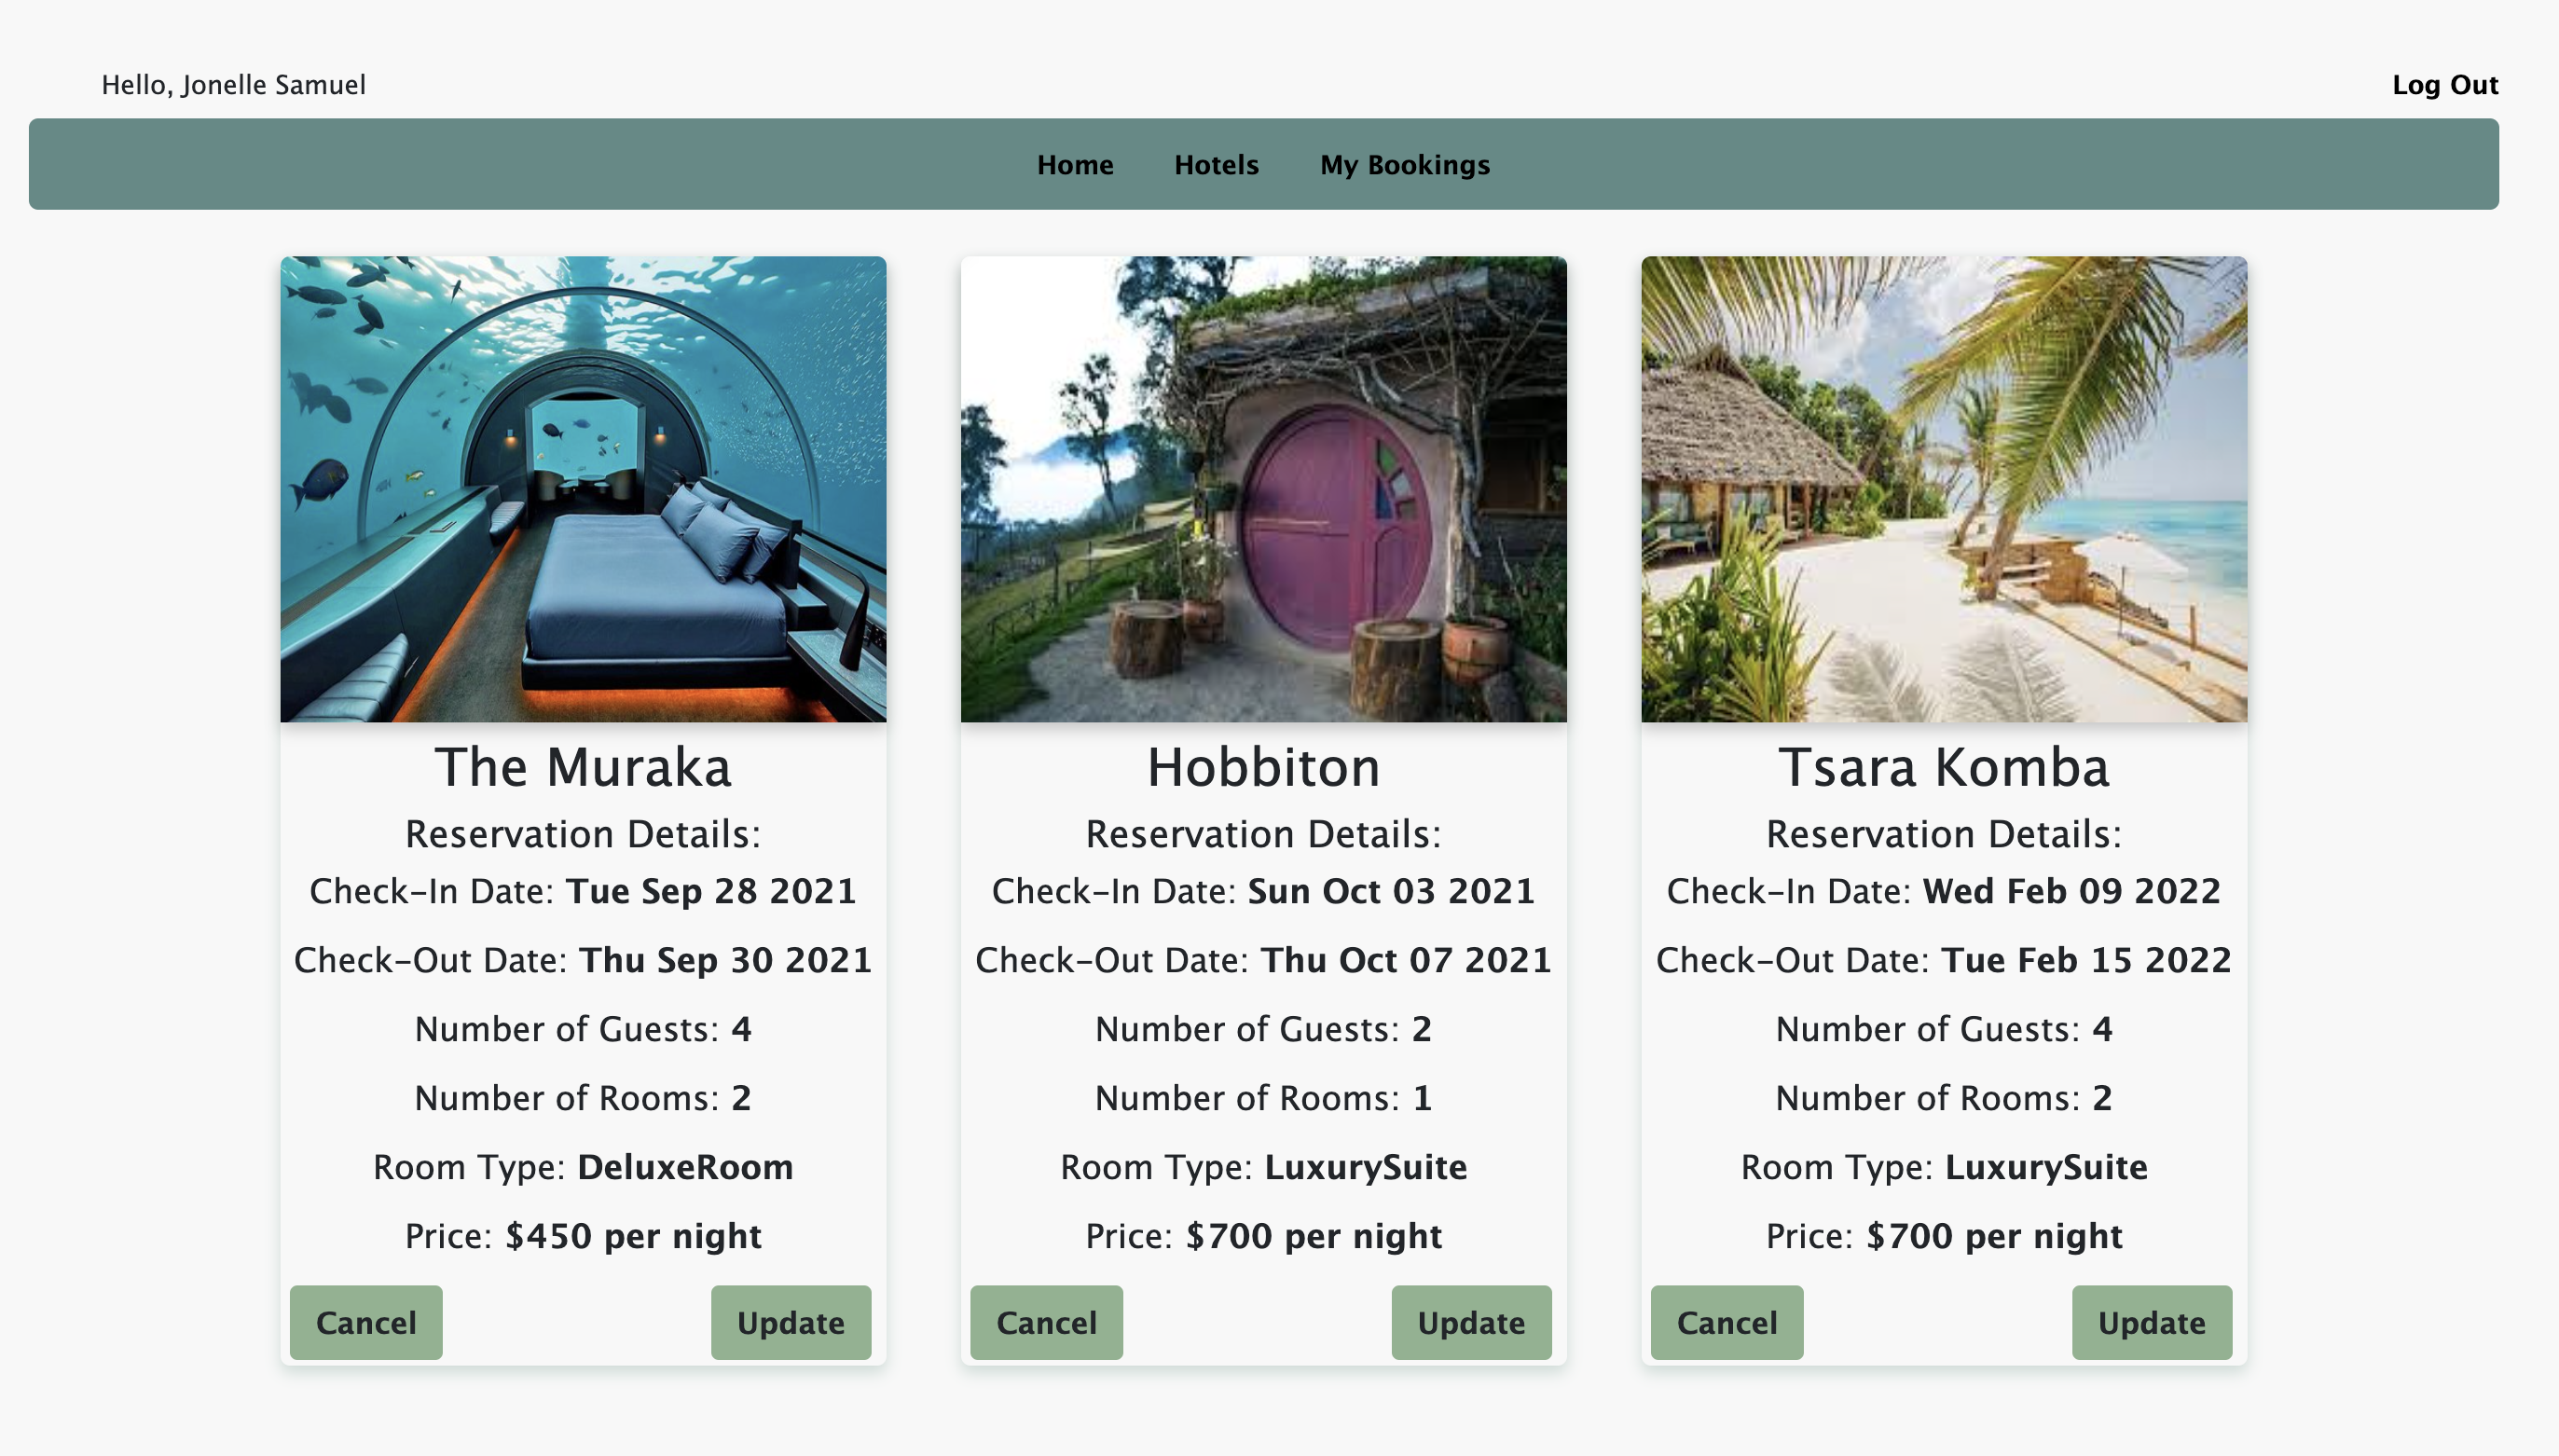 Hello, Jonelle Samuel
Log Out
Home
Hotels
My Bookings
The Muraka
Reservation Details:
Check-In Date: Tue Sep 28 2021
Check-Out Date: Thu Sep 30 2021
Number of Guests: 4
Number of Rooms: 2
Room Type: DeluxeRoom
Price: $450 per night
Cancel
Update
Hobbiton
Reservation Details:
Check-In Date: Sun Oct 03 2021
Check-Out Date: Thu Oct 07 2021
Number of Guests: 2
Number of Rooms: 1
Room Type: LuxurySuite
Price: $700 per night
Cancel
Update
Tsara Komba
Reservation Details:
Check-In Date: Wed Feb 09 2022
Check-Out Date: Tue Feb 15 2022
Number of Guests: 4
Number of Rooms: 2
Room Type: LuxurySuite
Price: $700 per night
Cancel
Update